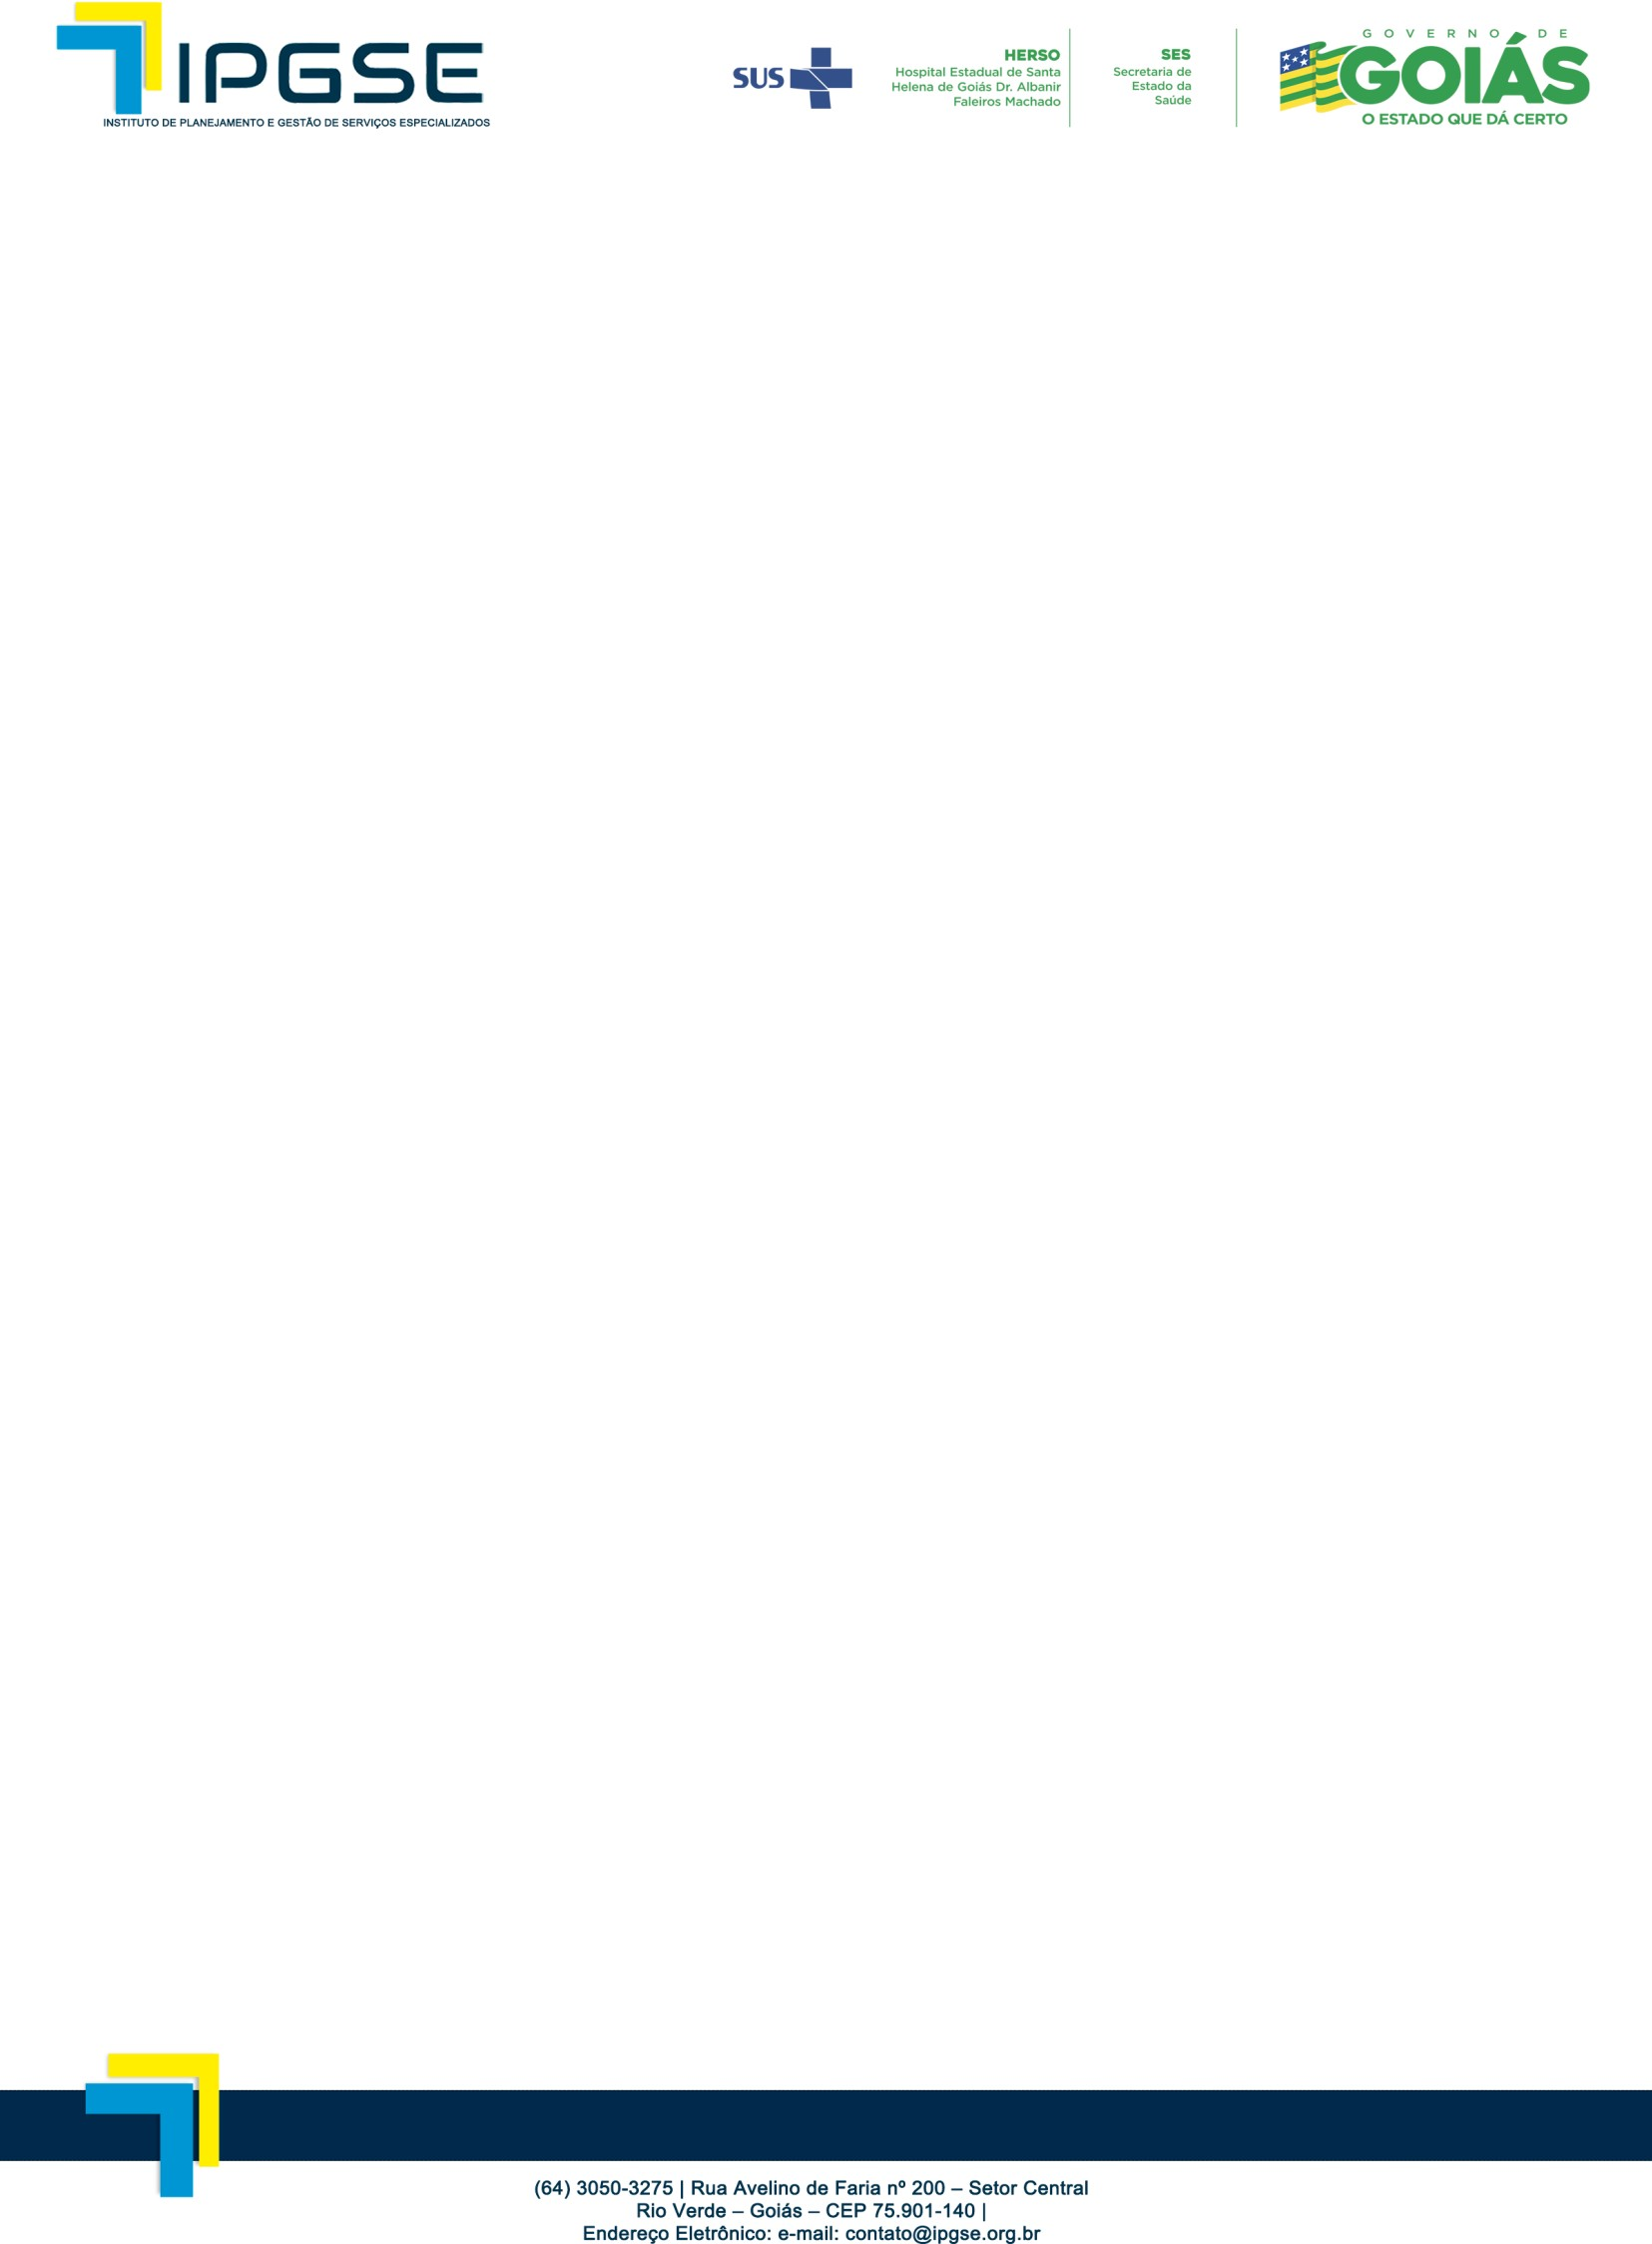 IPGSE
INSTITUTO DE PLANEJAMENTO E GESTÃO DE SERVIÇOS ESPECIALIZADOS
SUS
HERSO
Hospital Estadual de Santa
Helena de Goiás Dr. Albanir
Faleiros Machado
SES
Secretaria de
Estado da
Saúde
GOVERNO DE
GOIÁS
O ESTADO QUE DÁ CERTO
(64) 3050-3275 | Rua Avelino de Faria nº 200 – Setor Central
Rio Verde – Goiás – CEP 75.901-140 |
Endereço Eletrônico: e-mail: contato@ipgse.org.br